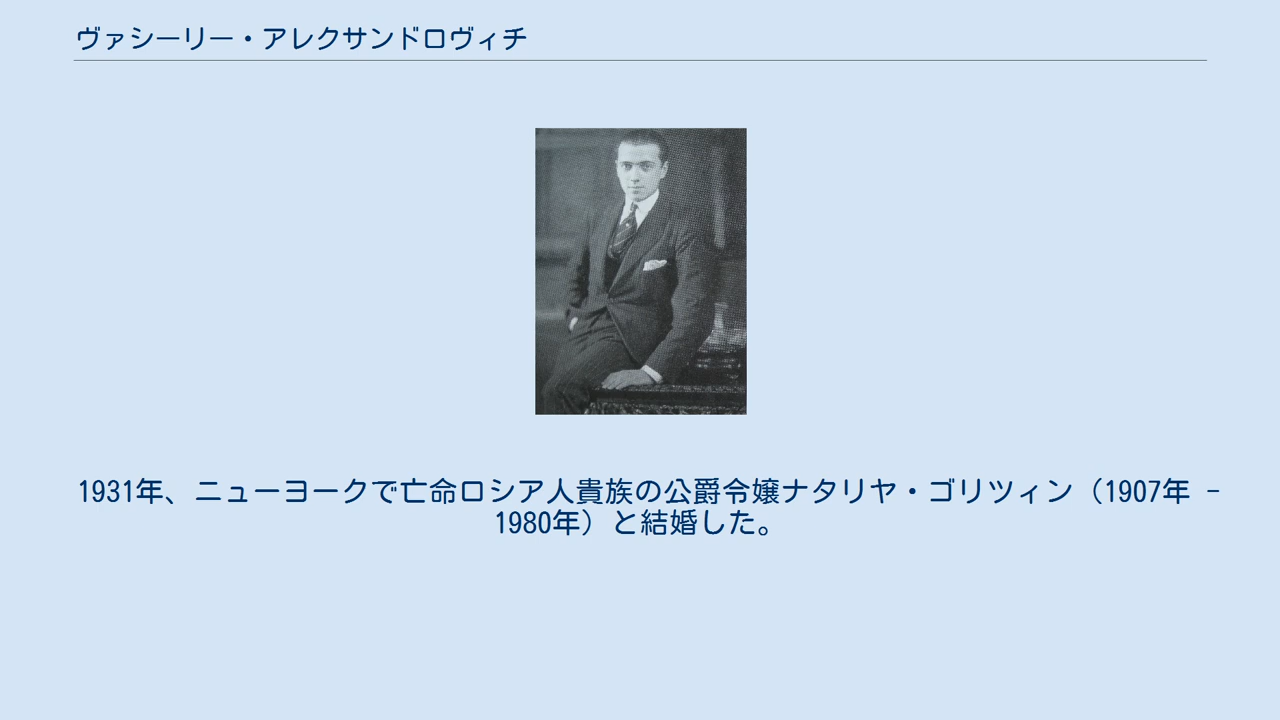 ヴァシーリー・アレクサンドロヴィチ
1931年、ニューヨークで亡命ロシア人貴族の公爵令嬢ナタリヤ・ゴリツィン（1907年 -
1980年）と結婚した。